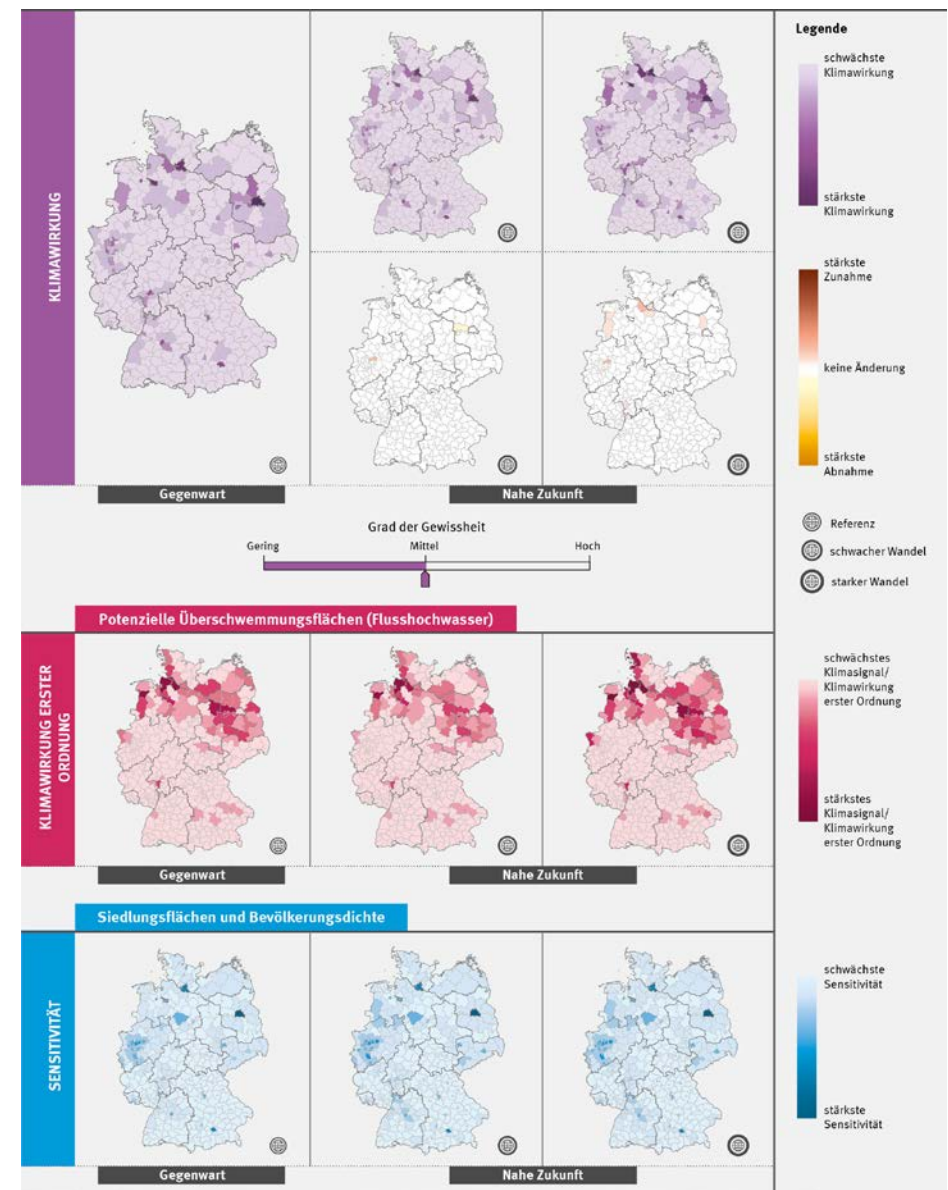 KLIMAWIRKUNG
Gegenwart
Nahe Zukunft
Grad der Gewissheit
Gering
Mittel
Hoch
Potenzielle Überschwemmungsflächen (Flusshochwasser)
KLIMAWIRKUNG ERSTER
ORDNUNG
Gegenwart
Nahe Zukunft
Siedlungsflächen und Bevölkerungsdichte
SENSITIVITÄT
Gegenwart
Nahe Zukunft
Legende
schwächste
Klimawirkung
stärkste
Klimawirkung
stärkste
Zunahme
keine Änderung
stärkste
Abnahme
Referenz
schwacher Wandel
starker Wandel
schwächstes
Klimasignal/
Klimawirkung
erster Ordnung
stärkstes
Klimasignal/
Klimawirkung
erster Ordnung
schwächste
Sensitivität
stärkste
Sensitivität